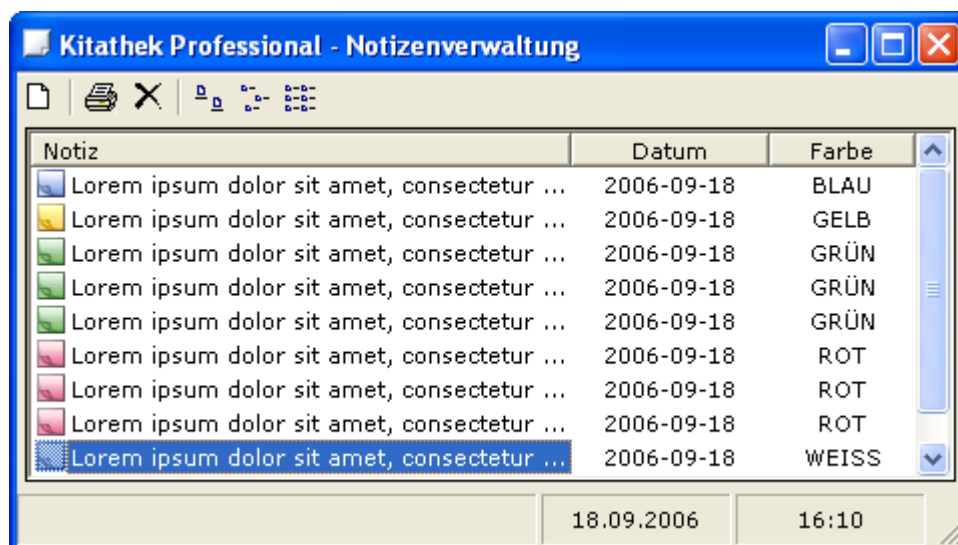 Kitathek Professional - Notizenverwaltung
Notiz Datum Farbe
Lorem ipsum dolor sit amet, consectetur ... 2006-09-18 BLAU
Lorem ipsum dolor sit amet, consectetur ... 2006-09-18 GELB
Lorem ipsum dolor sit amet, consectetur ... 2006-09-18 GRÜN
Lorem ipsum dolor sit amet, consectetur ... 2006-09-18 GRÜN
Lorem ipsum dolor sit amet, consectetur ... 2006-09-18 GRÜN
Lorem ipsum dolor sit amet, consectetur ... 2006-09-18 ROT
Lorem ipsum dolor sit amet, consectetur ... 2006-09-18 ROT
Lorem ipsum dolor sit amet, consectetur ... 2006-09-18 ROT
Lorem ipsum dolor sit amet, consectetur ... 2006-09-18 WEISS
18.09.2006 16:10